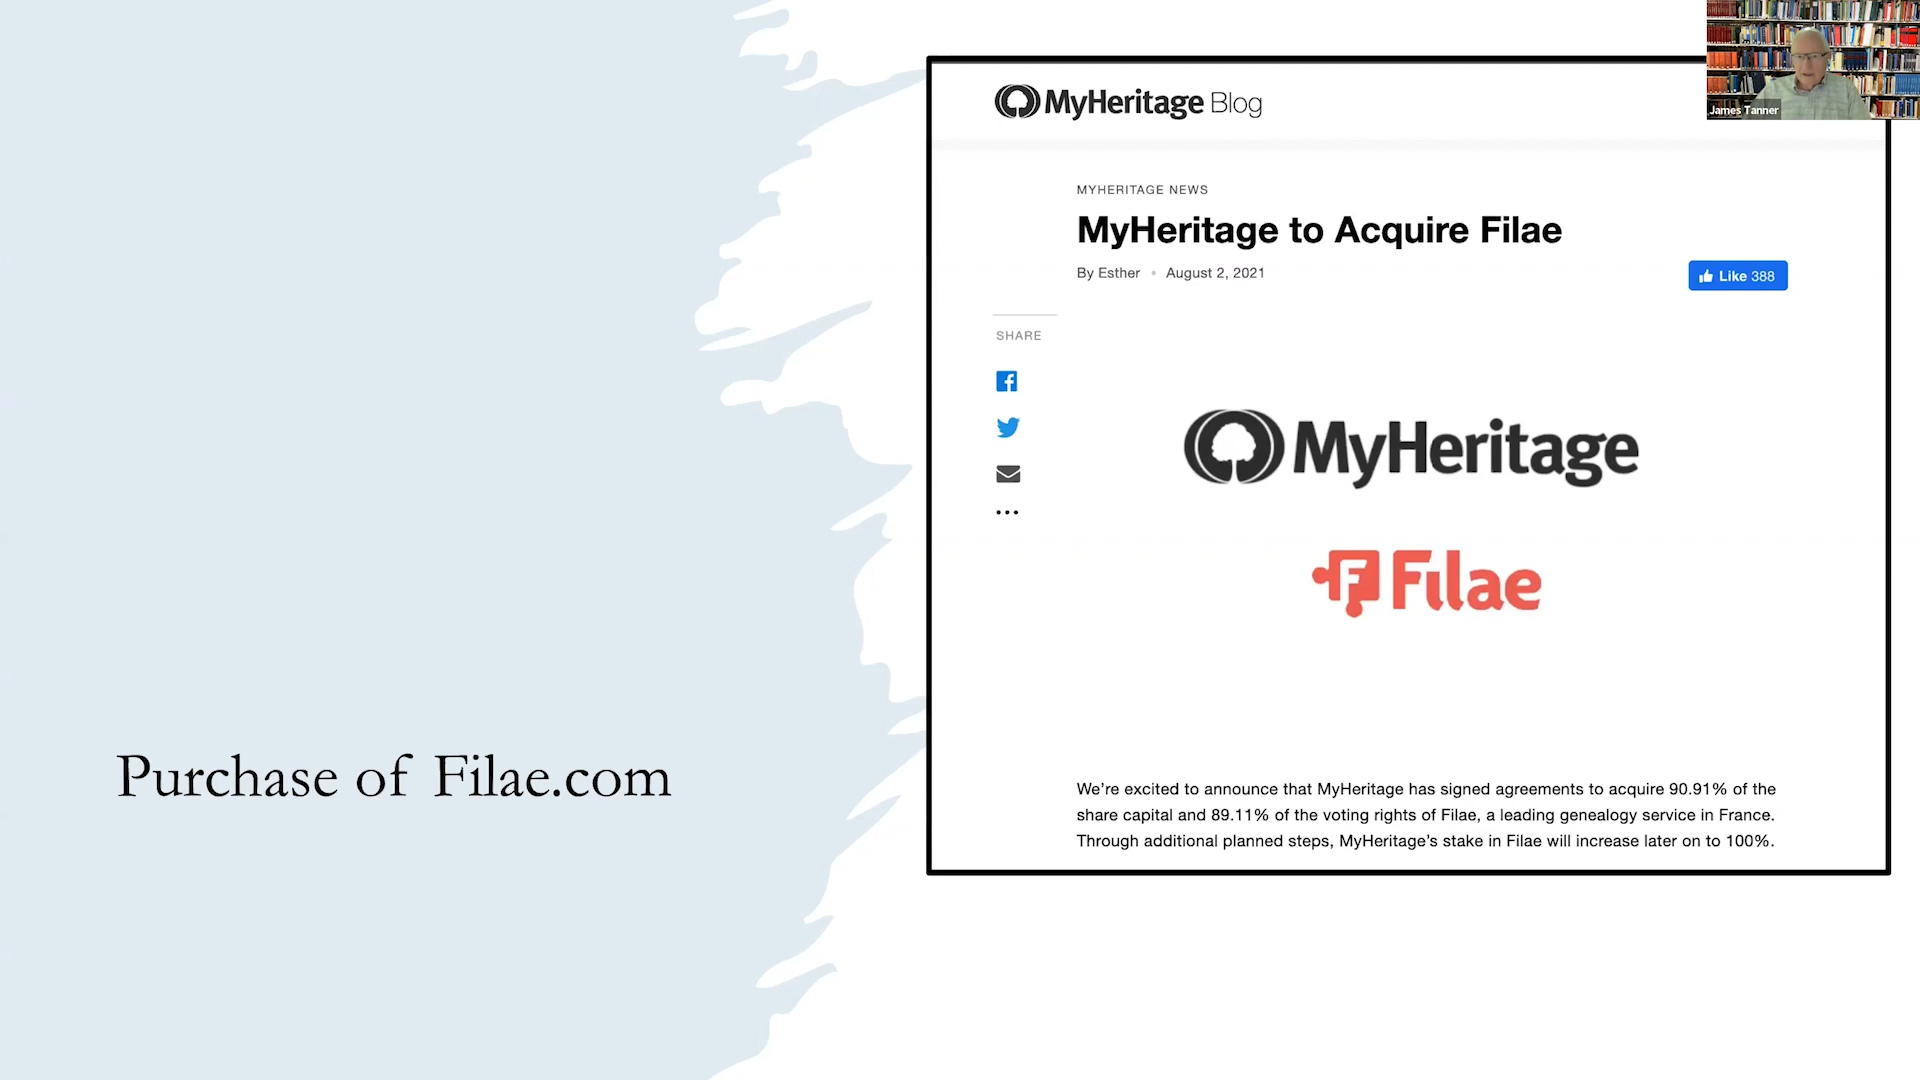 MyHeritage Blog
James Tanner
MYHERITAGE NEWS
MyHeritage to Acquire Filae
By Esther • August 2, 2021
Like 388
SHARE
MyHeritage
F Filae
Purchase of Filae.com
We’re excited to announce that MyHeritage has signed agreements to acquire 90.91% of the
share capital and 89.11% of the voting rights of Filae, a leading genealogy service in France.
Through additional planned steps, MyHeritage’s stake in Filae will increase later on to 100%.